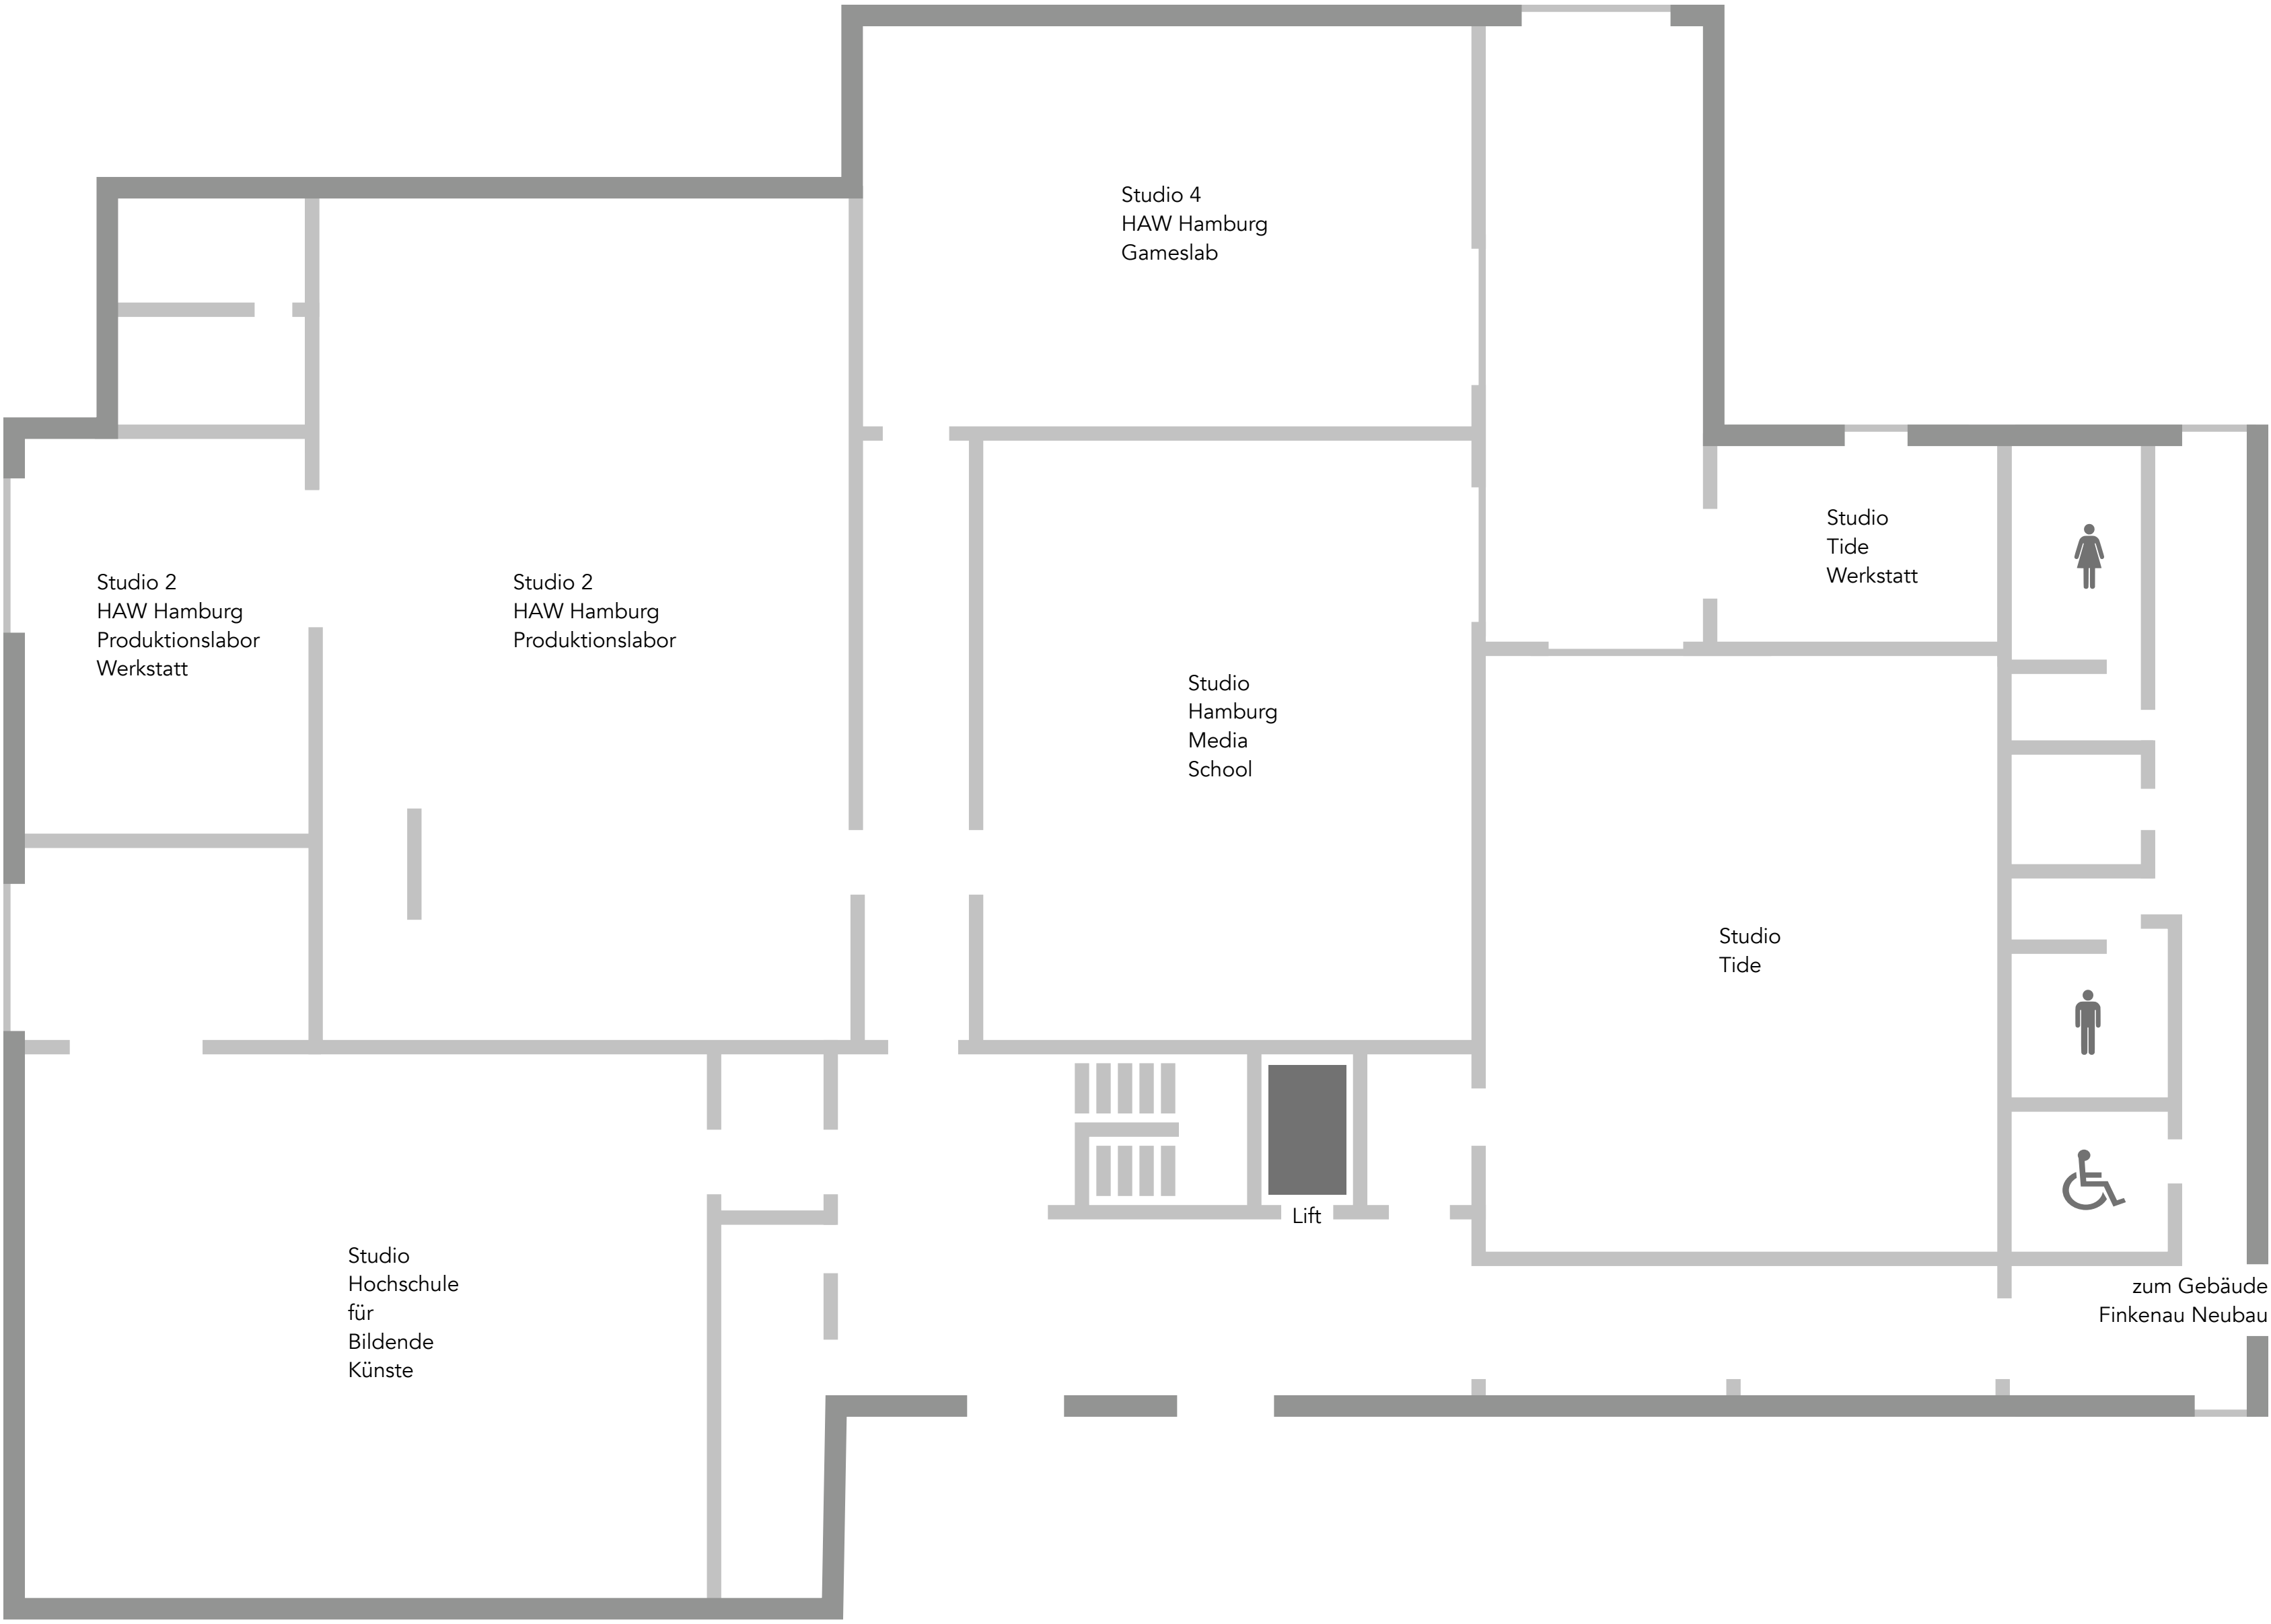 Studio 4
HAW Hamburg
Gameslab
Studio
Tide
Werkstatt
Studio 2
HAW Hamburg
Produktionslabor
Werkstatt
Studio 2
HAW Hamburg
Produktionslabor
Studio
Hamburg
Media
School
Studio
Tide
Lift
Studio
Hochschule
für
Bildende
Künste
zum Gebäude
Finkenau Neubau